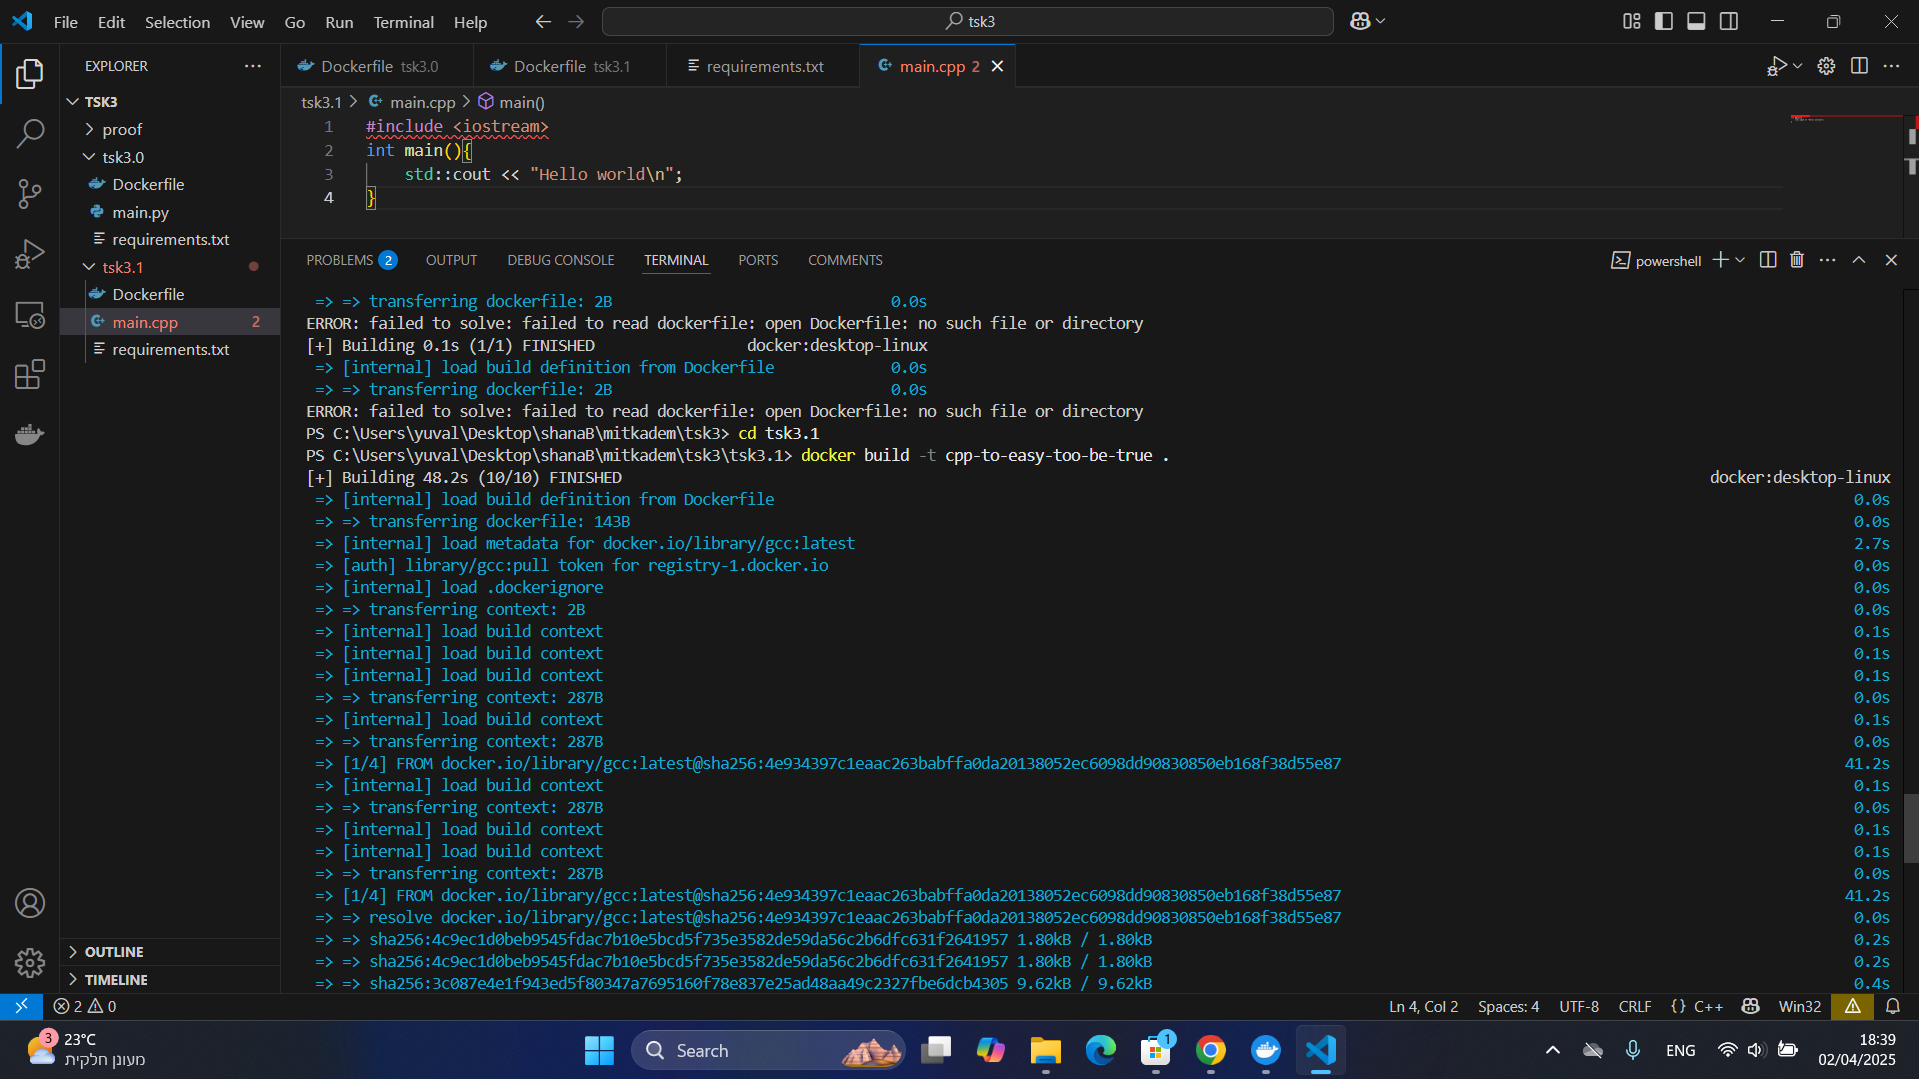 File Edit Selection View Go Run Terminal Help
tsk3
EXPLORER
TSK3
proof
tsk3.0
Dockerfile
main.py
requirements.txt
tsk3.1
Dockerfile
main.cpp 2
requirements.txt
OUTLINE
TIMELINE
Dockerfile tsk3.0
Dockerfile tsk3.1
requirements.txt
main.cpp 2
tsk3.1 > main.cpp > main()
1 #include <iostream>
2 int main(){
3 std::cout << "Hello world\n";
4 }
PROBLEMS 2 OUTPUT DEBUG CONSOLE TERMINAL PORTS COMMENTS
powershell
=> => transferring dockerfile: 2B 0.0s
ERROR: failed to solve: failed to read dockerfile: open Dockerfile: no such file or directory
[+] Building 0.1s (1/1) FINISHED docker:desktop-linux
=> [internal] load build definition from Dockerfile 0.0s
=> => transferring dockerfile: 2B 0.0s
ERROR: failed to solve: failed to read dockerfile: open Dockerfile: no such file or directory
PS C:\Users\yuval\Desktop\shanaB\mitkadem\tsk3> cd tsk3.1
PS C:\Users\yuval\Desktop\shanaB\mitkadem\tsk3\tsk3.1> docker build -t cpp-to-easy-too-be-true .
[+] Building 48.2s (10/10) FINISHED docker:desktop-linux
=> [internal] load build definition from Dockerfile 0.0s
=> => transferring dockerfile: 143B 0.0s
=> [internal] load metadata for docker.io/library/gcc:latest 2.7s
=> [auth] library/gcc:pull token for registry-1.docker.io 0.0s
=> [internal] load .dockerignore 0.0s
=> => transferring context: 2B 0.0s
=> [internal] load build context 0.1s
=> [internal] load build context 0.1s
=> [internal] load build context 0.1s
=> => transferring context: 287B 0.0s
=> [internal] load build context 0.1s
=> => transferring context: 287B 0.0s
=> [1/4] FROM docker.io/library/gcc:latest@sha256:4e934397c1eaac263babffa0da20138052ec6098dd90830850eb168f38d55e87 41.2s
=> [internal] load build context 0.1s
=> => transferring context: 287B 0.0s
=> [internal] load build context 0.1s
=> [internal] load build context 0.1s
=> => transferring context: 287B 0.0s
=> [1/4] FROM docker.io/library/gcc:latest@sha256:4e934397c1eaac263babffa0da20138052ec6098dd90830850eb168f38d55e87 41.2s
=> => resolve docker.io/library/gcc:latest@sha256:4e934397c1eaac263babffa0da20138052ec6098dd90830850eb168f38d55e87 0.0s
=> => sha256:4c9ec1d0beb9545fdac7b10e5bcd5f735e3582de59da56c2b6dfc631f2641957 1.80kB / 1.80kB 0.2s
=> => sha256:4c9ec1d0beb9545fdac7b10e5bcd5f735e3582de59da56c2b6dfc631f2641957 1.80kB / 1.80kB 0.2s
=> => sha256:3c087e4e1f943ed5f80347a7695160f78e837e25ad48aa49c2327fbe6dcb4305 9.62kB / 9.62kB 0.4s
2 0
Ln 4, Col 2 Spaces: 4 UTF-8 CRLF {} C++ Win32
3
23°C
מעונן חלקית
Search
1
ENG
18:39
02/04/2025